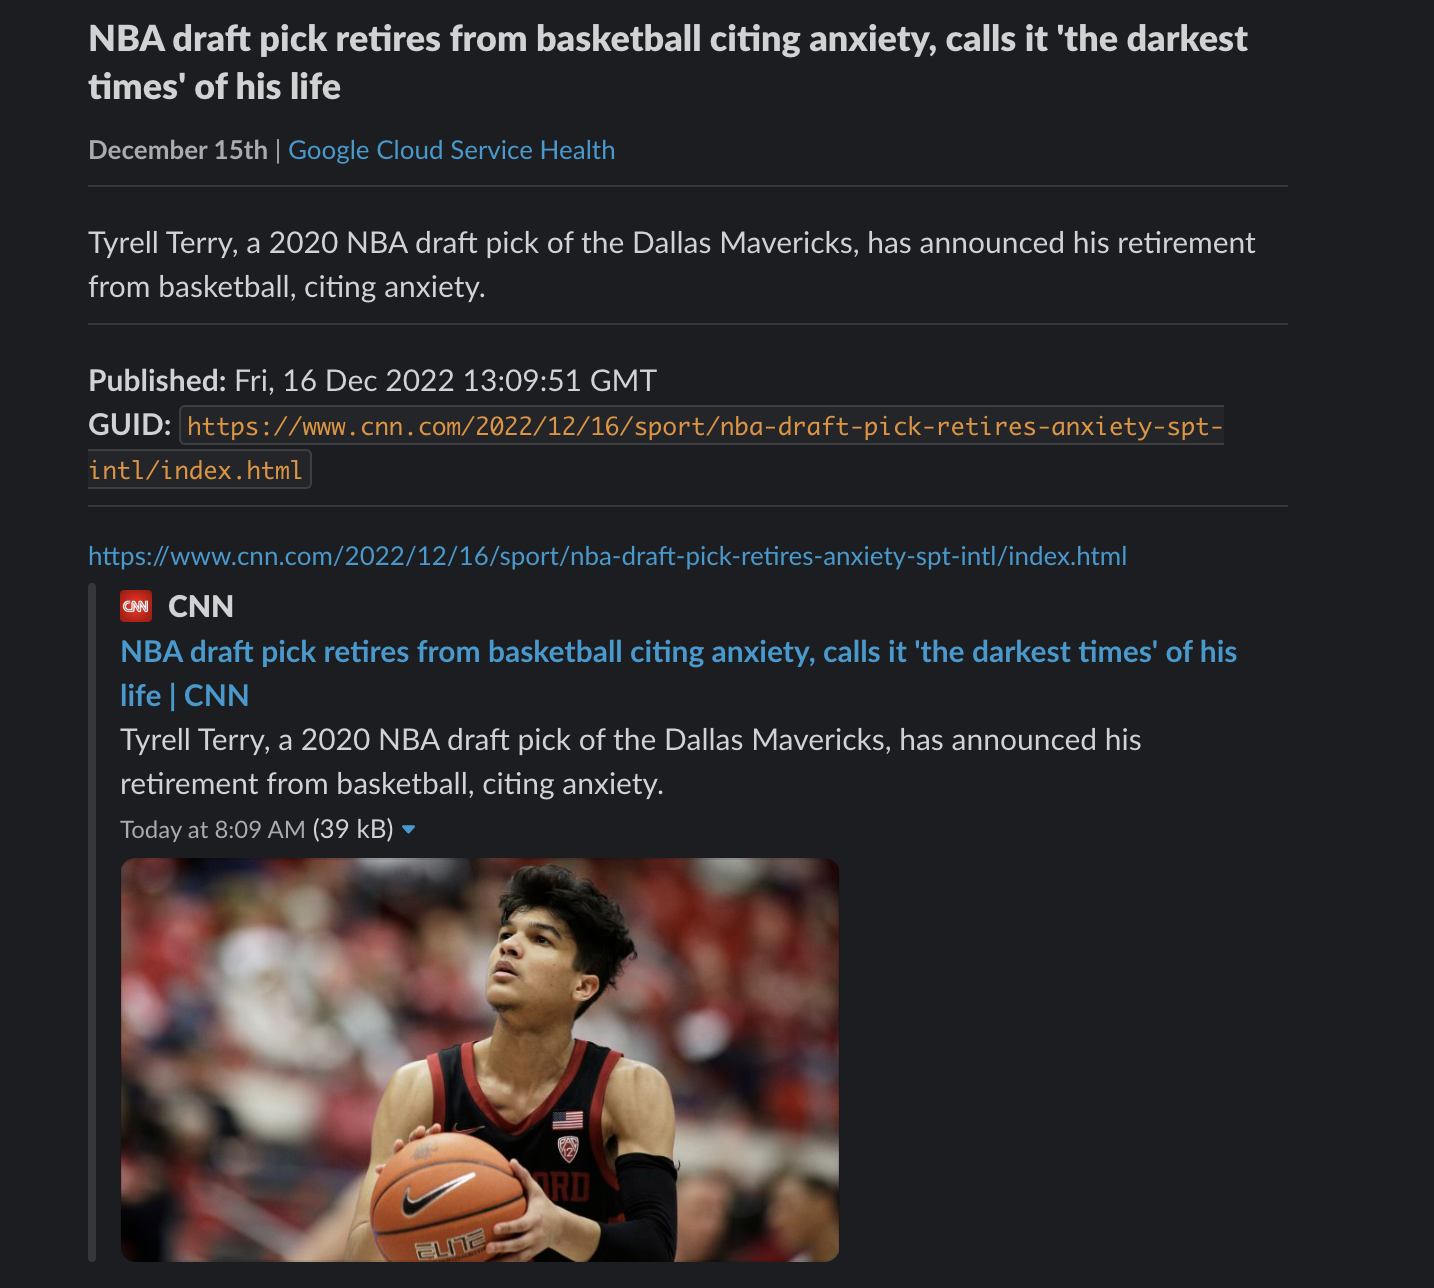 NBA draft pick retires from basketball citing anxiety, calls it 'the darkest
times' of his life
December 15th | Google Cloud Service Health
Tyrell Terry, a 2020 NBA draft pick of the Dallas Mavericks, has announced his retirement
from basketball, citing anxiety.
Published: Fri, 16 Dec 2022 13:09:51 GMT
GUID: https://www.cnn.com/2022/12/16/sport/nba-draft-pick-retires-anxiety-spt-
intl/index.html
https://www.cnn.com/2022/12/16/sport/nba-draft-pick-retires-anxiety-spt-intl/index.html
CNN CNN
NBA draft pick retires from basketball citing anxiety, calls it 'the darkest times' of his
life | CNN
Tyrell Terry, a 2020 NBA draft pick of the Dallas Mavericks, has announced his
retirement from basketball, citing anxiety.
Today at 8:09 AM (39 kB)
12
ORD
ELITE